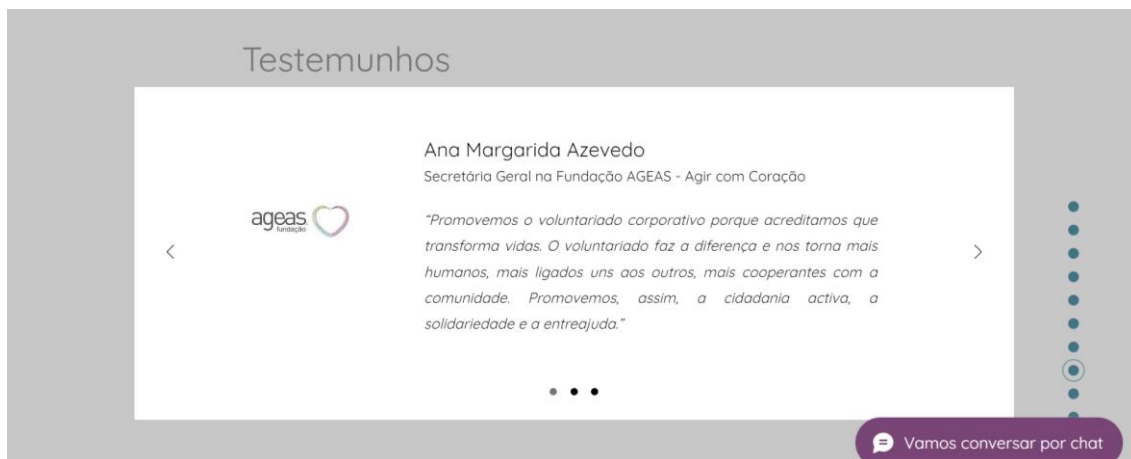 Testemunhos
Ana Margarida Azevedo
Secretária Geral na Fundação AGEAS - Agir com Coração
ageas
fundação
“Promovemos o voluntariado corporativo porque acreditamos que
transforma vidas. O voluntariado faz a diferença e nos torna mais
humanos, mais ligados uns aos outros, mais cooperantes com a
comunidade. Promovemos, assim, a cidadania activa, a
solidariedade e a entreajuda.”
Vamos conversar por chat